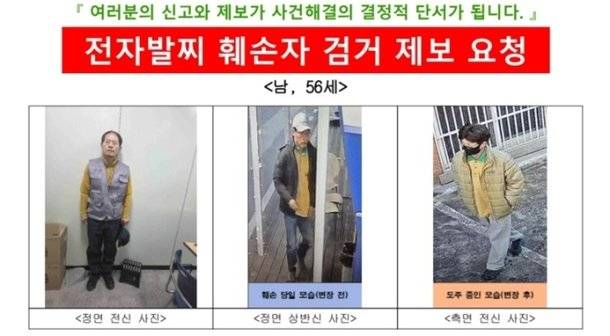 『 여러분의 신고와 제보가 사건해결의 결정적 단서가 됩니다. 』
전자발찌 훼손자 검거 제보 요청
<남, 56세>
훼손 당일 모습(변장 전)
도주 중인 모습(변장 후)
<정면 전신 사진>
<정면 상반신 사진>
<측면 전신 사진>